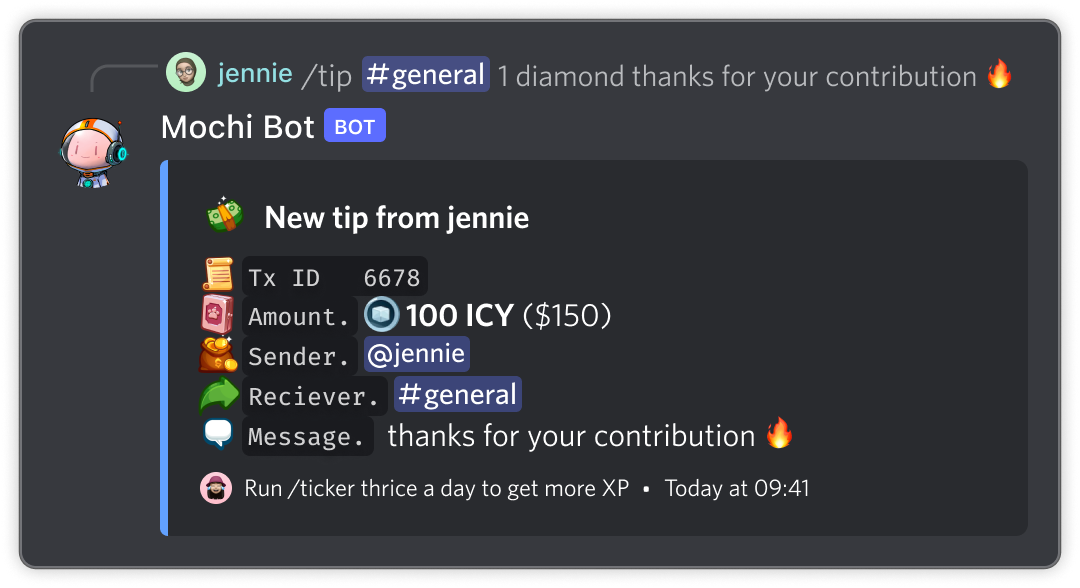 jennie /tip #general 1 diamond thanks for your contribution 🔥
Mochi Bot BOT
New tip from jennie
Tx ID 6678
Amount. 100 ICY ($150)
Sender. @jennie
Reciever. #general
Message. thanks for your contribution 🔥
Run /ticker thrice a day to get more XP • Today at 09:41